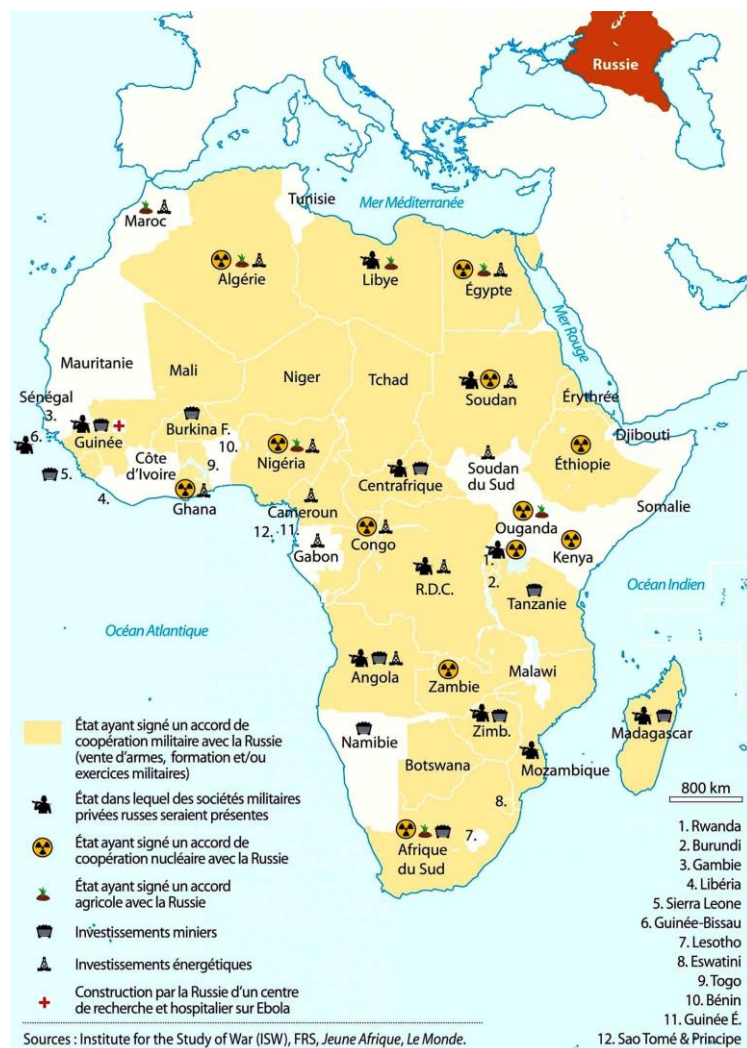 Russie
Tunisie
Mer Méditerranée
Maroc
Algérie
Libye
Égypte
Mer Rouge
Mauritanie
Mali
Niger
Tchad
Soudan
Érythrée
Sénégal
3.
6.
Guinée
Burkina F.
10.
Djibouti
5.
Côte
d'Ivoire
9.
Nigéria
Centrafrique
Soudan
du Sud
Éthiopie
4.
Ghana
Cameroun
Somalie
12.
11.
Gabon
Congo
Ouganda
Kenya
1.
2.
R.D.C.
Tanzanie
Océan Indien
Océan Atlantique
Angola
Zambie
Malawi
Namibie
Zimb.
Madagascar
Botswana
Mozambique
8.
7.
Afrique
du Sud
État ayant signé un accord de
coopération militaire avec la Russie
(vente d'armes, formation et/ou
exercices militaires)
État dans lequel des sociétés militaires
privées russes seraient présentes
État ayant signé un accord de
coopération nucléaire avec la Russie
État ayant signé un accord
agricole avec la Russie
Investissements miniers
Investissements énergétiques
Construction par la Russie d'un centre
de recherche et hospitalier sur Ebola
800 km
1. Rwanda
2. Burundi
3. Gambie
4. Libéria
5. Sierra Leone
6. Guinée-Bissau
7. Lesotho
8. Eswatini
9. Togo
10. Bénin
11. Guinée É.
12. Sao Tomé & Principe
Sources : Institute for the Study of War (ISW), FRS, Jeune Afrique, Le Monde.